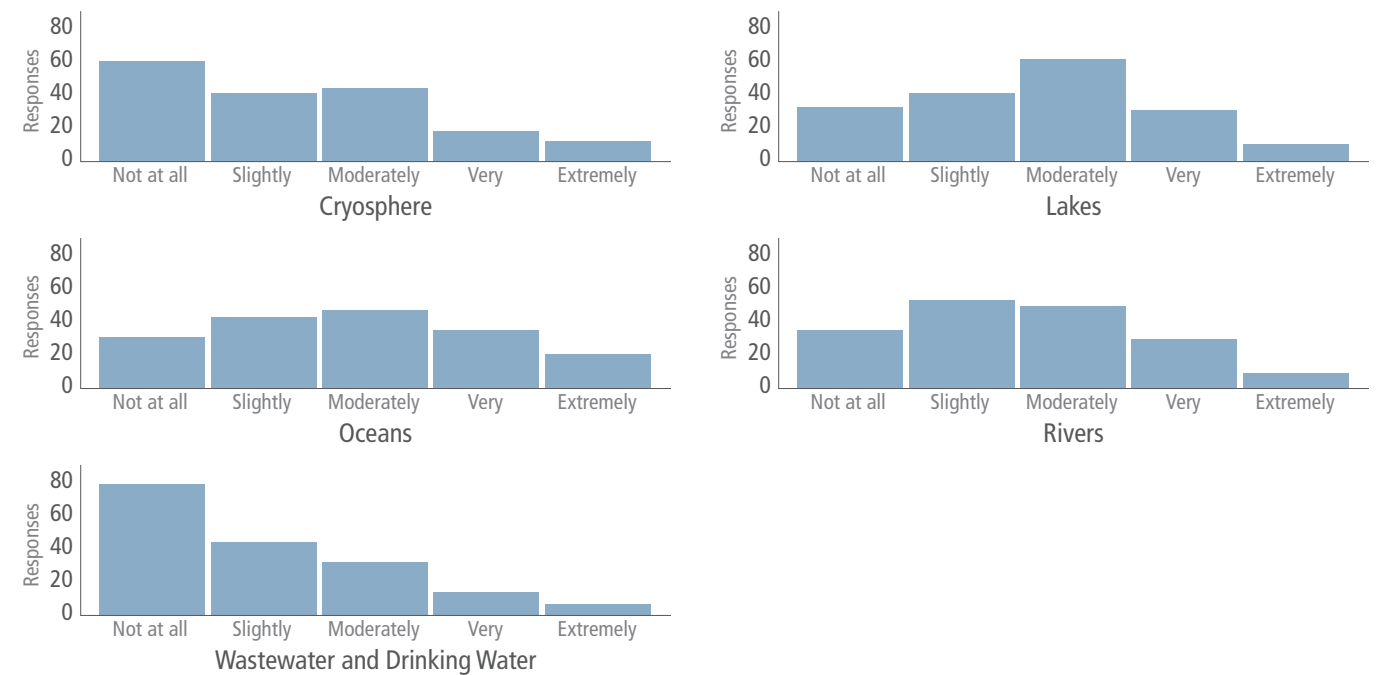 Responses
80
60
40
20
0
Not at all Slightly Moderately Very Extremely
Cryosphere
Responses
80
60
40
20
0
Not at all Slightly Moderately Very Extremely
Lakes
Responses
80
60
40
20
0
Not at all Slightly Moderately Very Extremely
Oceans
Responses
80
60
40
20
0
Not at all Slightly Moderately Very Extremely
Rivers
Responses
80
60
40
20
0
Not at all Slightly Moderately Very Extremely
Wastewater and Drinking Water